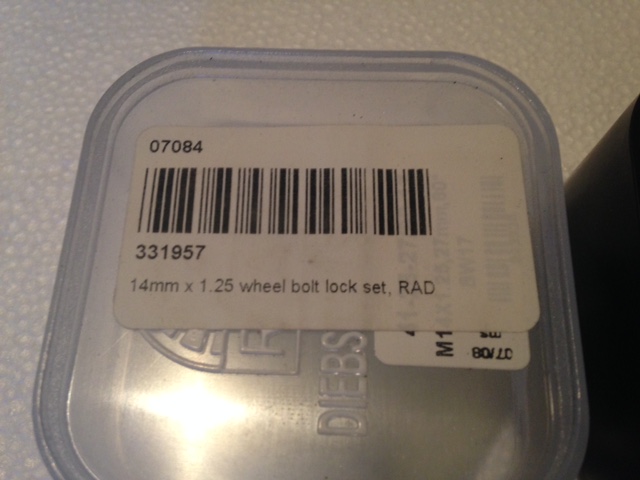 07084
331957
14mm x 1.25 wheel bolt lock set, RAD
07/08
DIEBS